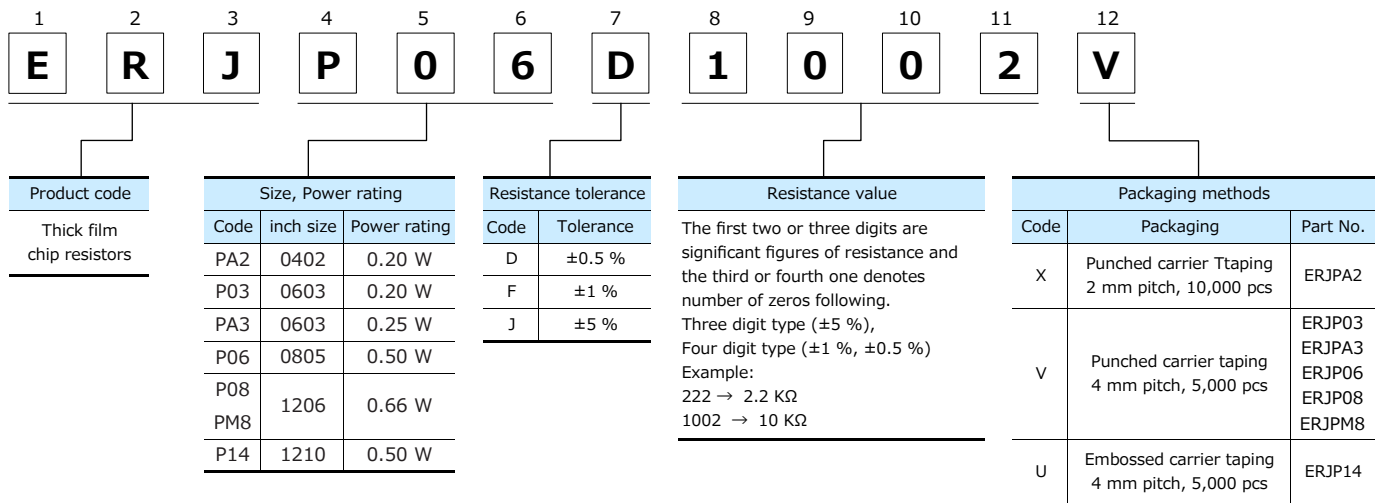 1 2 3 4 5 6 7 8 9 10 11 12
E R J P 0 6 D 1 0 0 2 V
Product code
Thick film
chip resistors
Size, Power rating
Code inch size Power rating
PA2 0402 0.20 W
P03 0603 0.20 W
PA3 0603 0.25 W
P06 0805 0.50 W
P08
PM8
1206 0.66 W
P14 1210 0.50 W
Resistance tolerance
Code Tolerance
D ±0.5 %
F ±1 %
J ±5 %
Resistance value
The first two or three digits are
significant figures of resistance and
the third or fourth one denotes
number of zeros following.
Three digit type (±5 %),
Four digit type (±1 %, ±0.5 %)
Example:
222 → 2.2 KΩ
1002 → 10 KΩ
Packaging methods
Code Packaging Part No.
X
Punched carrier Ttaping
2 mm pitch, 10,000 pcs
ERJPA2
V
Punched carrier taping
4 mm pitch, 5,000 pcs
ERJP03
ERJPA3
ERJP06
ERJP08
ERJPM8
U
Embossed carrier taping
4 mm pitch, 5,000 pcs
ERJP14